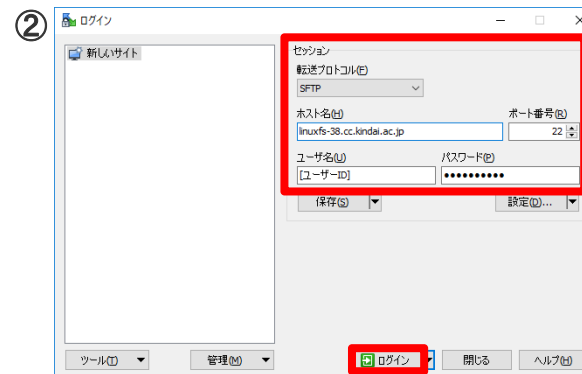 ②
ログイン
新しいサイト
セッション
転送プロトコル(F)
SFTP
ホスト名(H) ポート番号(R)
linuxfs-38.cc.kindai.ac.jp 22
ユーザ名(U) パスワード(P)
[ユーザーID] ●●●●●●●●●●
保存(S) 設定(D)...
ツール(T) 管理(M) ログイン 閉じる ヘルプ(H)